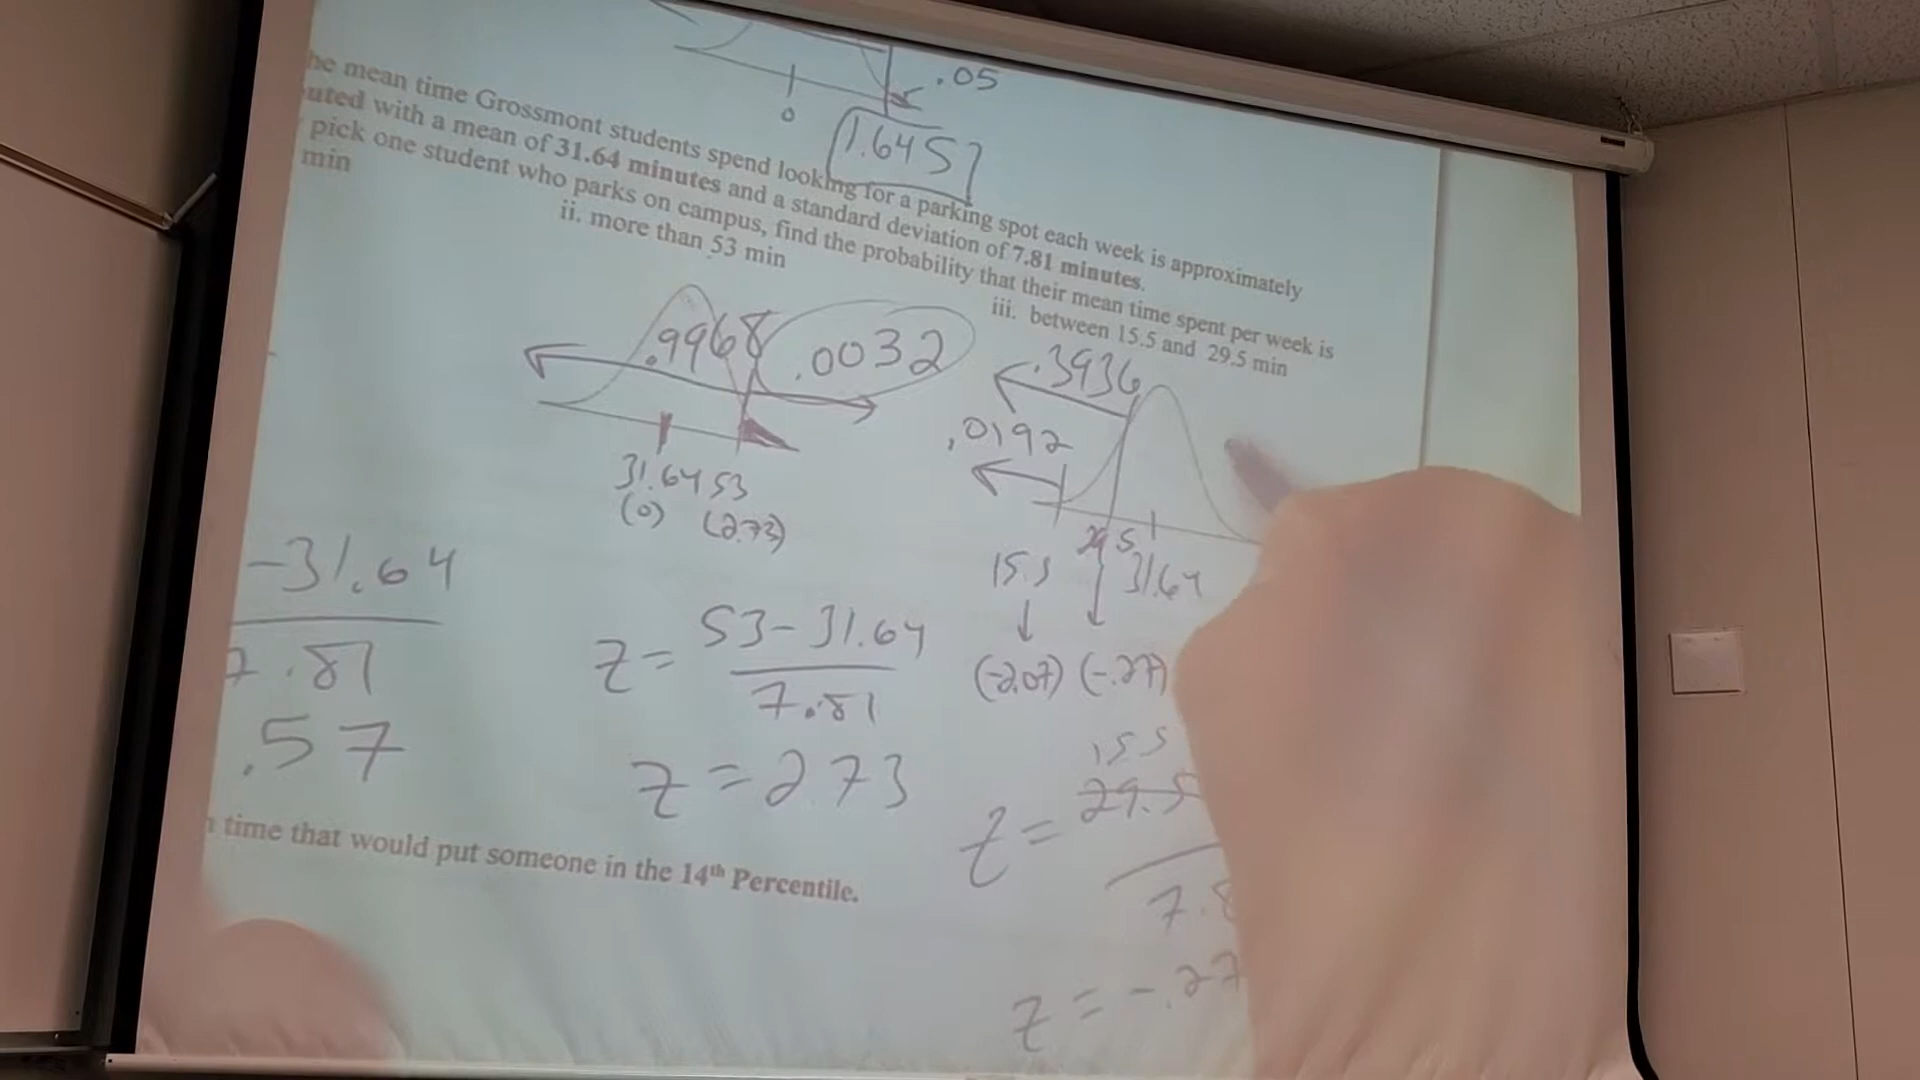 .05
0
1.645
he mean time Grossmont students spend looking for a parking spot each week is approximately
uted with a mean of 31.64 minutes and a standard deviation of 7.81 minutes.
pick one student who parks on campus, find the probability that their mean time spent per week is
min
ii. more than 53 min
iii. between 15.5 and 29.5 min
.9968
.0032
31.64 53
(0) (2.73)
.3936
.0192
15.5 29.5 31.64
(-2.07) (-.27)
-31.64
7.81
.57
z = 53-31.64
7.81
z = 2.73
15.5
z = 29.5
7.8
z = -.27
time that would put someone in the 14th Percentile.